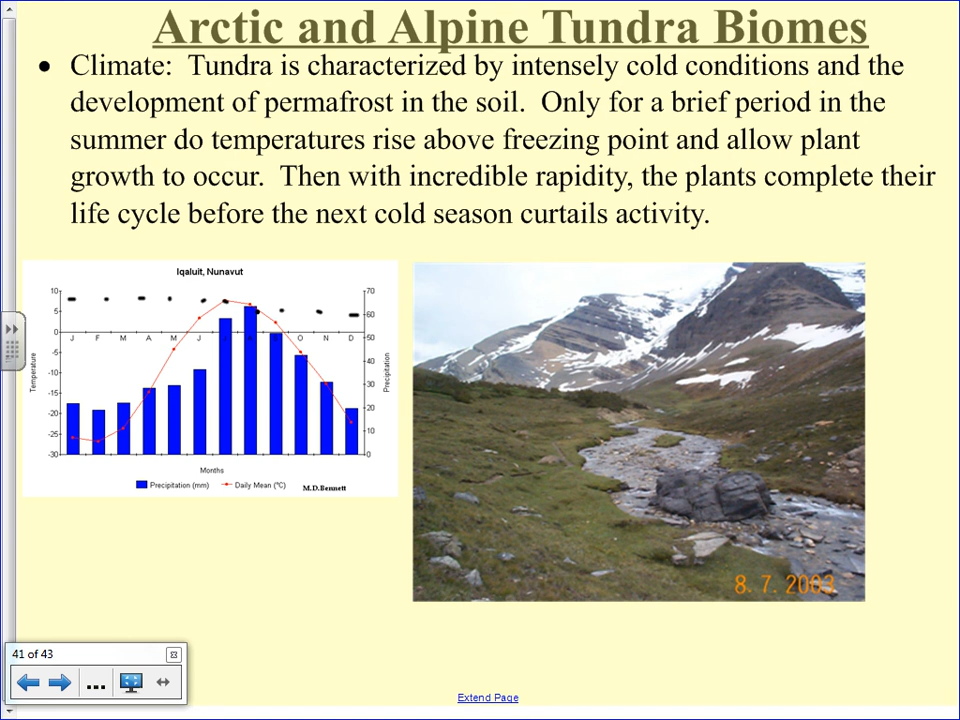 Arctic and Alpine Tundra Biomes
• Climate: Tundra is characterized by intensely cold conditions and the
development of permafrost in the soil. Only for a brief period in the
summer do temperatures rise above freezing point and allow plant
growth to occur. Then with incredible rapidity, the plants complete their
life cycle before the next cold season curtails activity.
Iqaluit, Nunavut
10 70
5 60
0 50
J F M A M J O N D
-5 40
-10 30
-15
-20 20
-25 10
-30 0
Temperature
Precipitation
Months
Precipitation (mm) Daily Mean (°C)
M.D.Bennett
8. 7. 2003
41 of 43
...
Extend Page